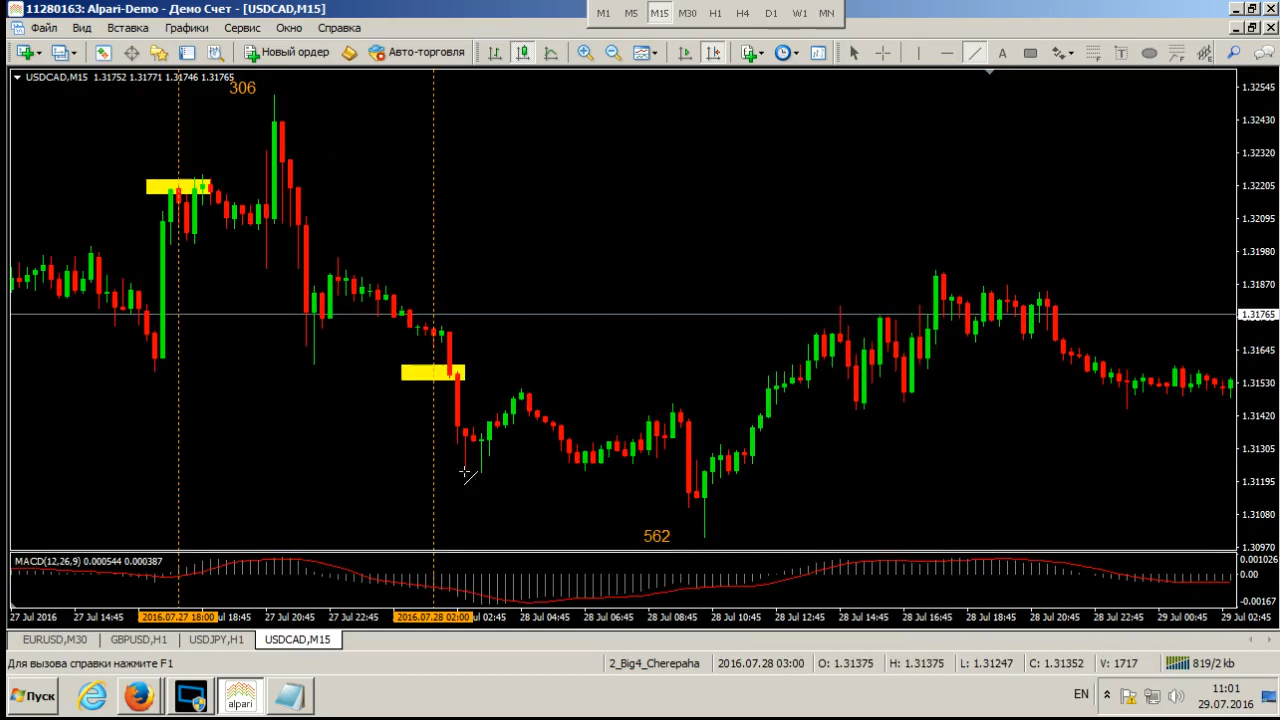 11280163: Alpari-Demo - Демо Счет - [USDCAD,M15]
M1 M5 M15 M30 H1 H4 D1 W1 MN
Файл Вид Вставка Графики Сервис Окно Справка
Новый ордер Авто-торговля
USDCAD,M15 1.31752 1.31771 1.31746 1.31765
306
562
1.32545
1.32430
1.32320
1.32205
1.32095
1.31980
1.31870
1.31765
1.31645
1.31530
1.31420
1.31305
1.31195
1.31080
1.30970
MACD(12,26,9) 0.000544 0.000387
0.001026
0.00
-0.00167
27 Jul 2016 27 Jul 14:45 2016.07.27 18:00 ul 18:45 27 Jul 20:45 27 Jul 22:45 2016.07.28 02:00 ul 02:45 28 Jul 04:45 28 Jul 06:45 28 Jul 08:45 28 Jul 10:45 28 Jul 12:45 28 Jul 14:45 28 Jul 16:45 28 Jul 18:45 28 Jul 20:45 28 Jul 22:45 29 Jul 00:45 29 Jul 02:45
EURUSD,M30 GBPUSD,H1 USDJPY,H1 USDCAD,M15
Для вызова справки нажмите F1 2_Big4_Cherepaha 2016.07.28 03:00 O: 1.31375 H: 1.31375 L: 1.31247 C: 1.31352 V: 1717 819/2 kb
Пуск alpari EN 11:01
29.07.2016